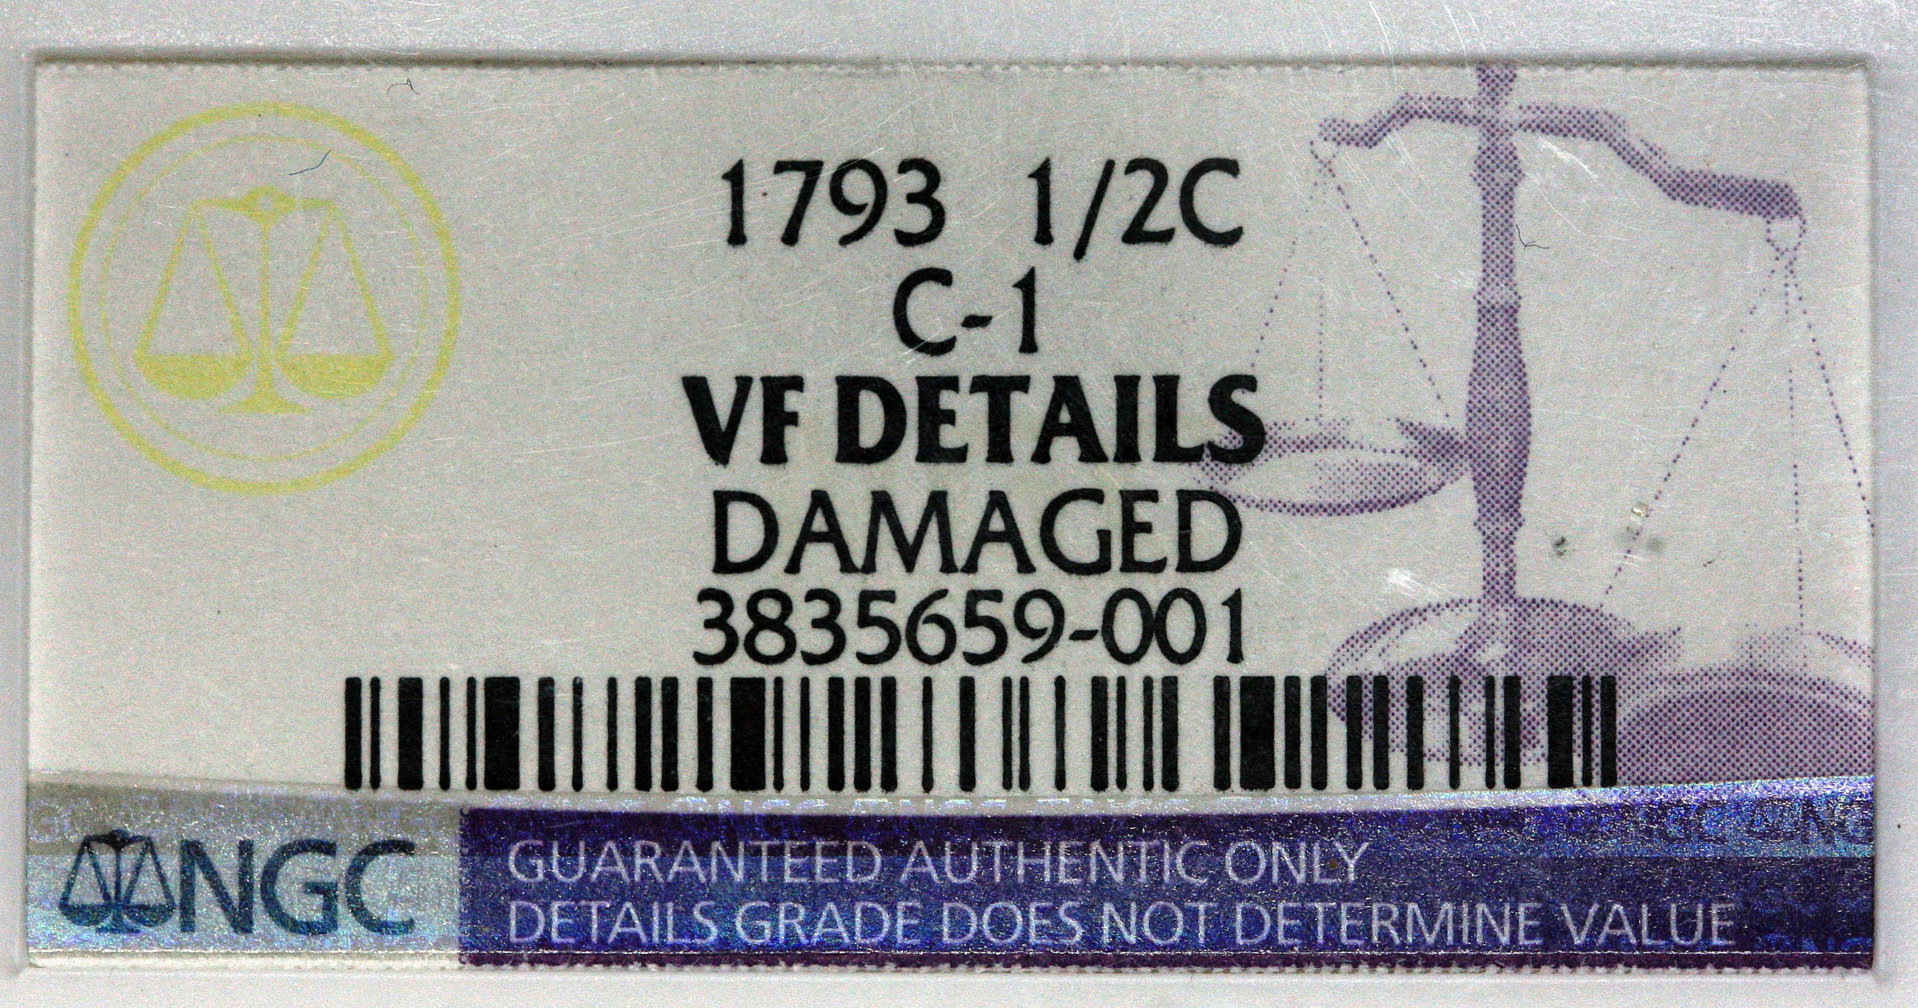 1793 1/2C
C-1
VF DETAILS
DAMAGED
3835659-001
NGC
GUARANTEED AUTHENTIC ONLY
DETAILS GRADE DOES NOT DETERMINE VALUE